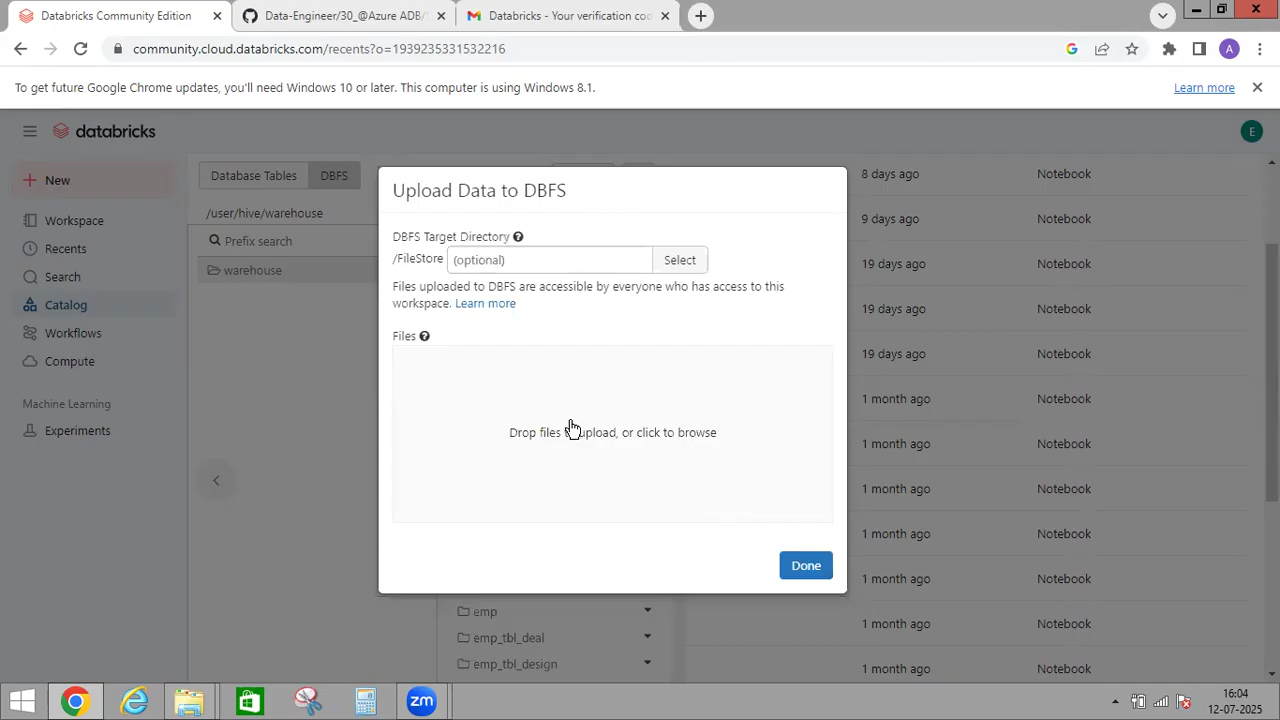 Databricks Community Edition
Data-Engineer/30_@Azure ADB/
Databricks - Your verification cod
community.cloud.databricks.com/recents?o=1939235331532216
A
To get future Google Chrome updates, you'll need Windows 10 or later. This computer is using Windows 8.1.
Learn more
databricks
E
New
Workspace
Recents
Search
Catalog
Workflows
Compute
Machine Learning
Experiments
Database Tables
DBFS
/user/hive/warehouse
Prefix search
warehouse
Upload Data to DBFS
DBFS Target Directory
/FileStore
(optional)
Select
Files uploaded to DBFS are accessible by everyone who has access to this
workspace. Learn more
Files
Drop files to upload, or click to browse
Done
emp
emp_tbl_deal
emp_tbl_design
8 days ago Notebook
9 days ago Notebook
19 days ago Notebook
19 days ago Notebook
19 days ago Notebook
1 month ago Notebook
1 month ago Notebook
1 month ago Notebook
1 month ago Notebook
1 month ago Notebook
1 month ago Notebook
1 month ago Notebook
zm
16:04
12-07-2025